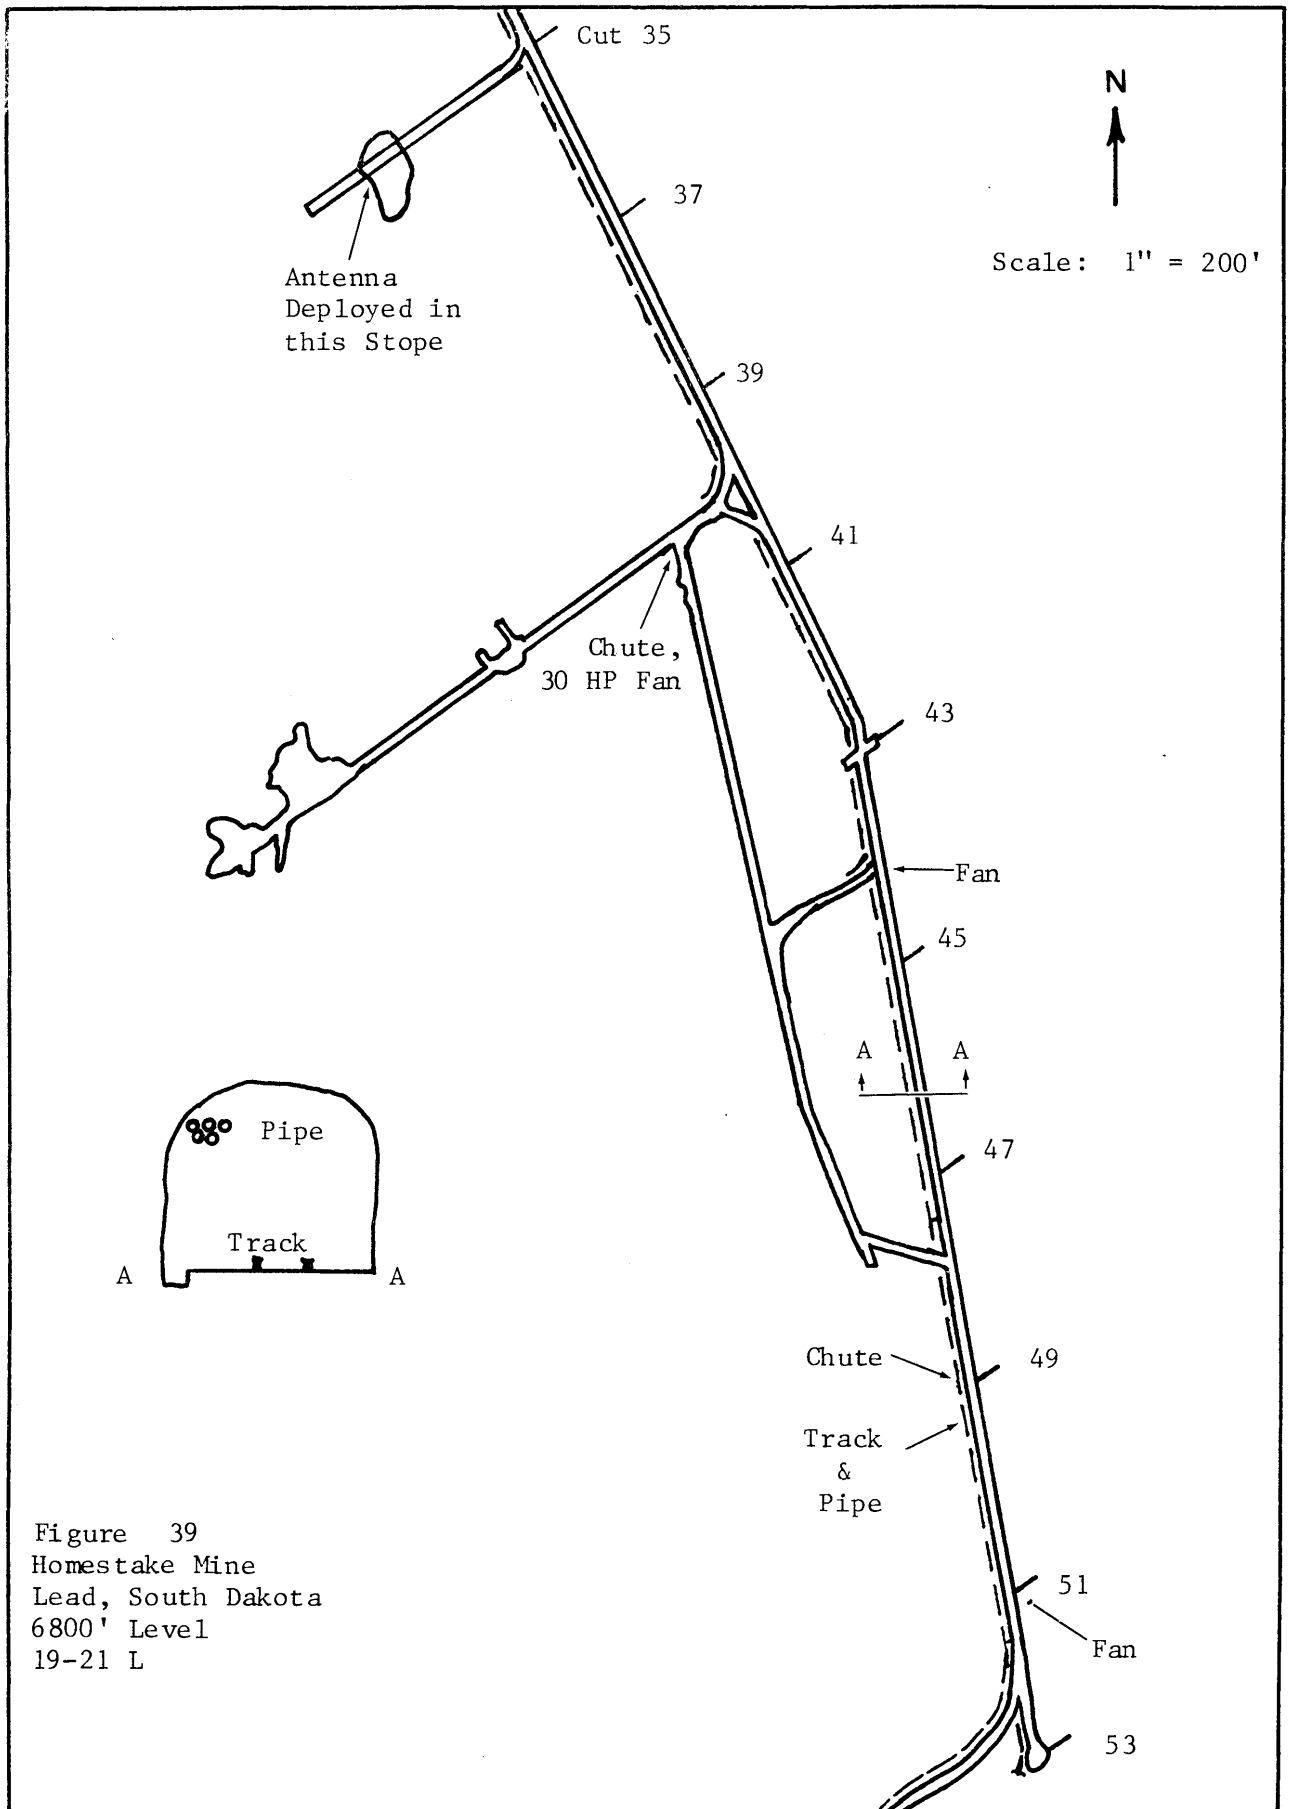 Cut 35
N
37
Scale: 1" = 200'
Antenna
Deployed in
this Stope
39
41
Chute,
30 HP Fan
43
Fan
45
A A
47
Pipe
Track
A A
Chute
49
Track
&
Pipe
Figure 39
Homestake Mine
Lead, South Dakota
6800' Level
19-21 L
51
Fan
53